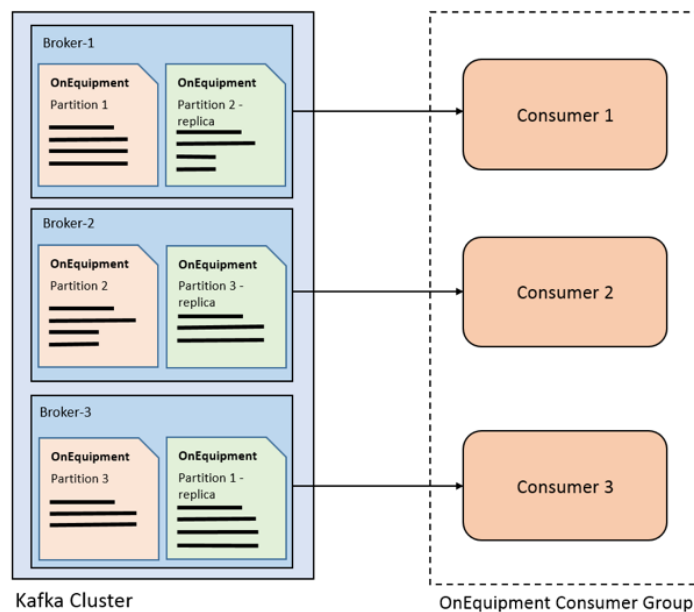 Broker-1
OnEquipment
Partition 1
OnEquipment
Partition 2 -
replica
Consumer 1
Broker-2
OnEquipment
Partition 2
OnEquipment
Partition 3 -
replica
Consumer 2
Broker-3
OnEquipment
Partition 3
OnEquipment
Partition 1 -
replica
Consumer 3
Kafka Cluster
OnEquipment Consumer Group